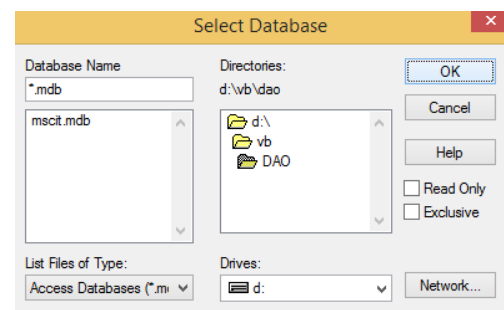 Select Database
Database Name
*.mdb
mscit.mdb
List Files of Type:
Access Databases (*.m
Directories:
d:\vb\dao
d:\
vb
DAO
Drives:
d:
OK
Cancel
Help
Read Only
Exclusive
Network...